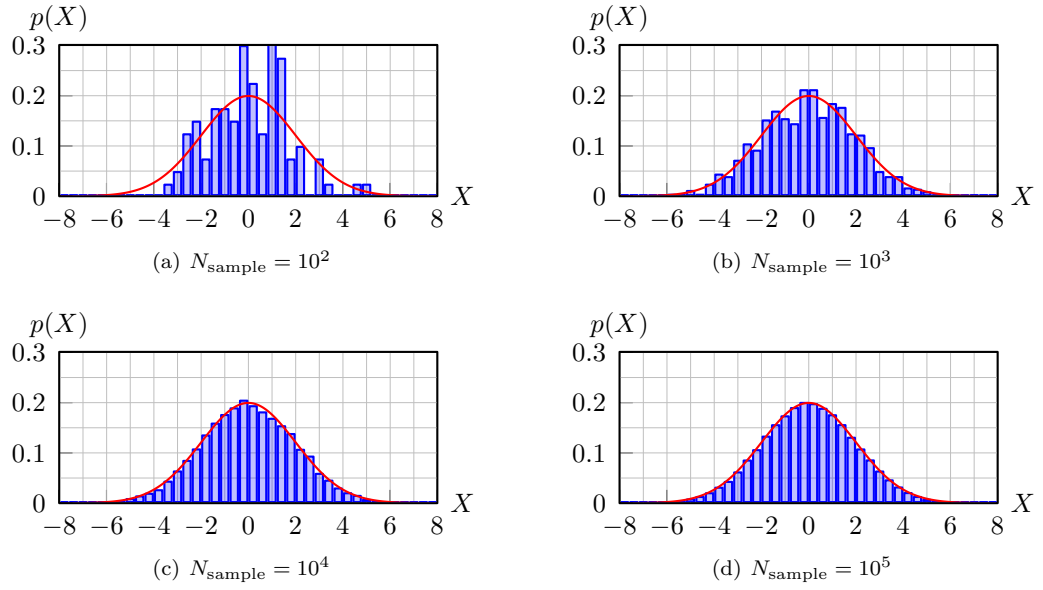 p(X) p(X)
0.3 0.3
0.2 0.2
0.1 0.1
0 0
−8 −6 −4 −2 0 2 4 6 8 X −8 −6 −4 −2 0 2 4 6 8 X
(a) N_sample = 10^2 (b) N_sample = 10^3
p(X) p(X)
0.3 0.3
0.2 0.2
0.1 0.1
0 0
−8 −6 −4 −2 0 2 4 6 8 X −8 −6 −4 −2 0 2 4 6 8 X
(c) N_sample = 10^4 (d) N_sample = 10^5